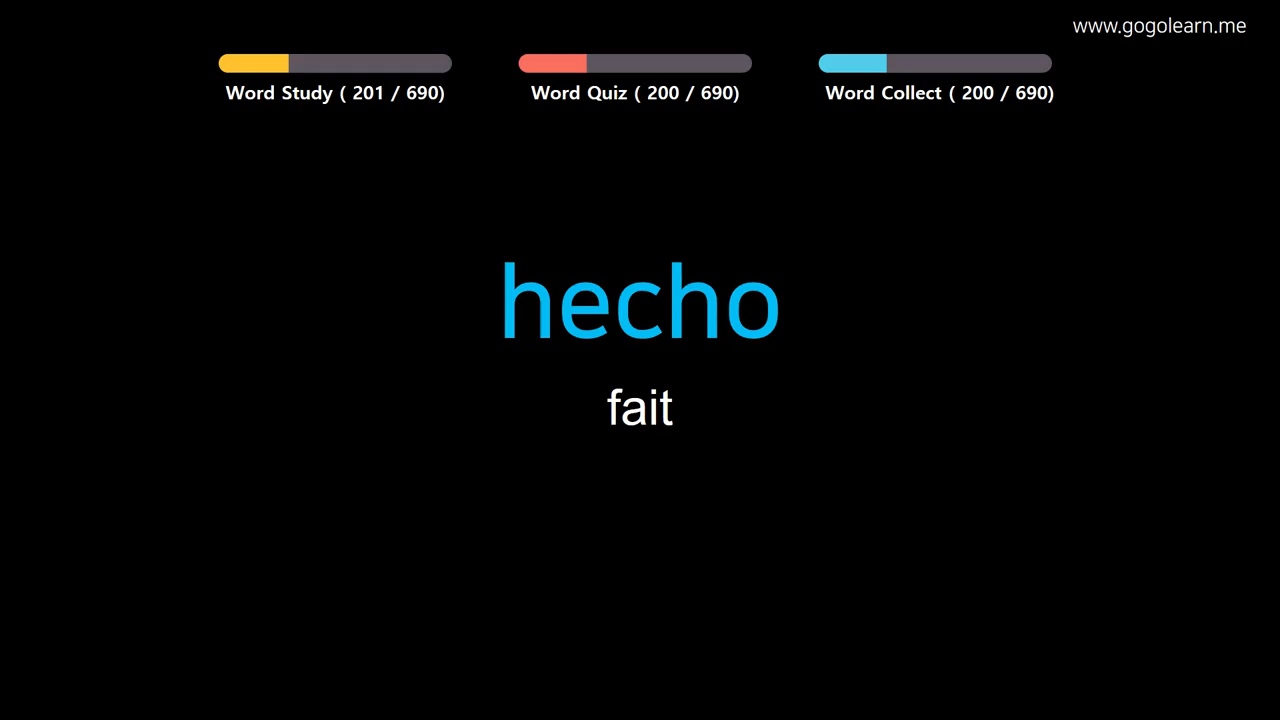 www.gogolearn.me
Word Study ( 201 / 690)
Word Quiz ( 200 / 690)
Word Collect ( 200 / 690)
hecho
fait